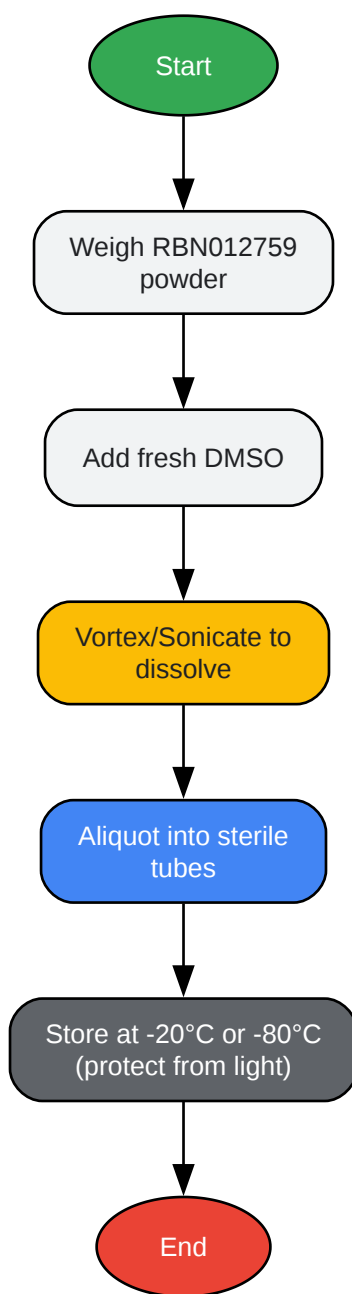 Start
Weigh RBN012759
powder
Add fresh DMSO
Vortex/Sonicate to
dissolve
Aliquot into sterile
tubes
Store at -20°C or -80°C
(protect from light)
End